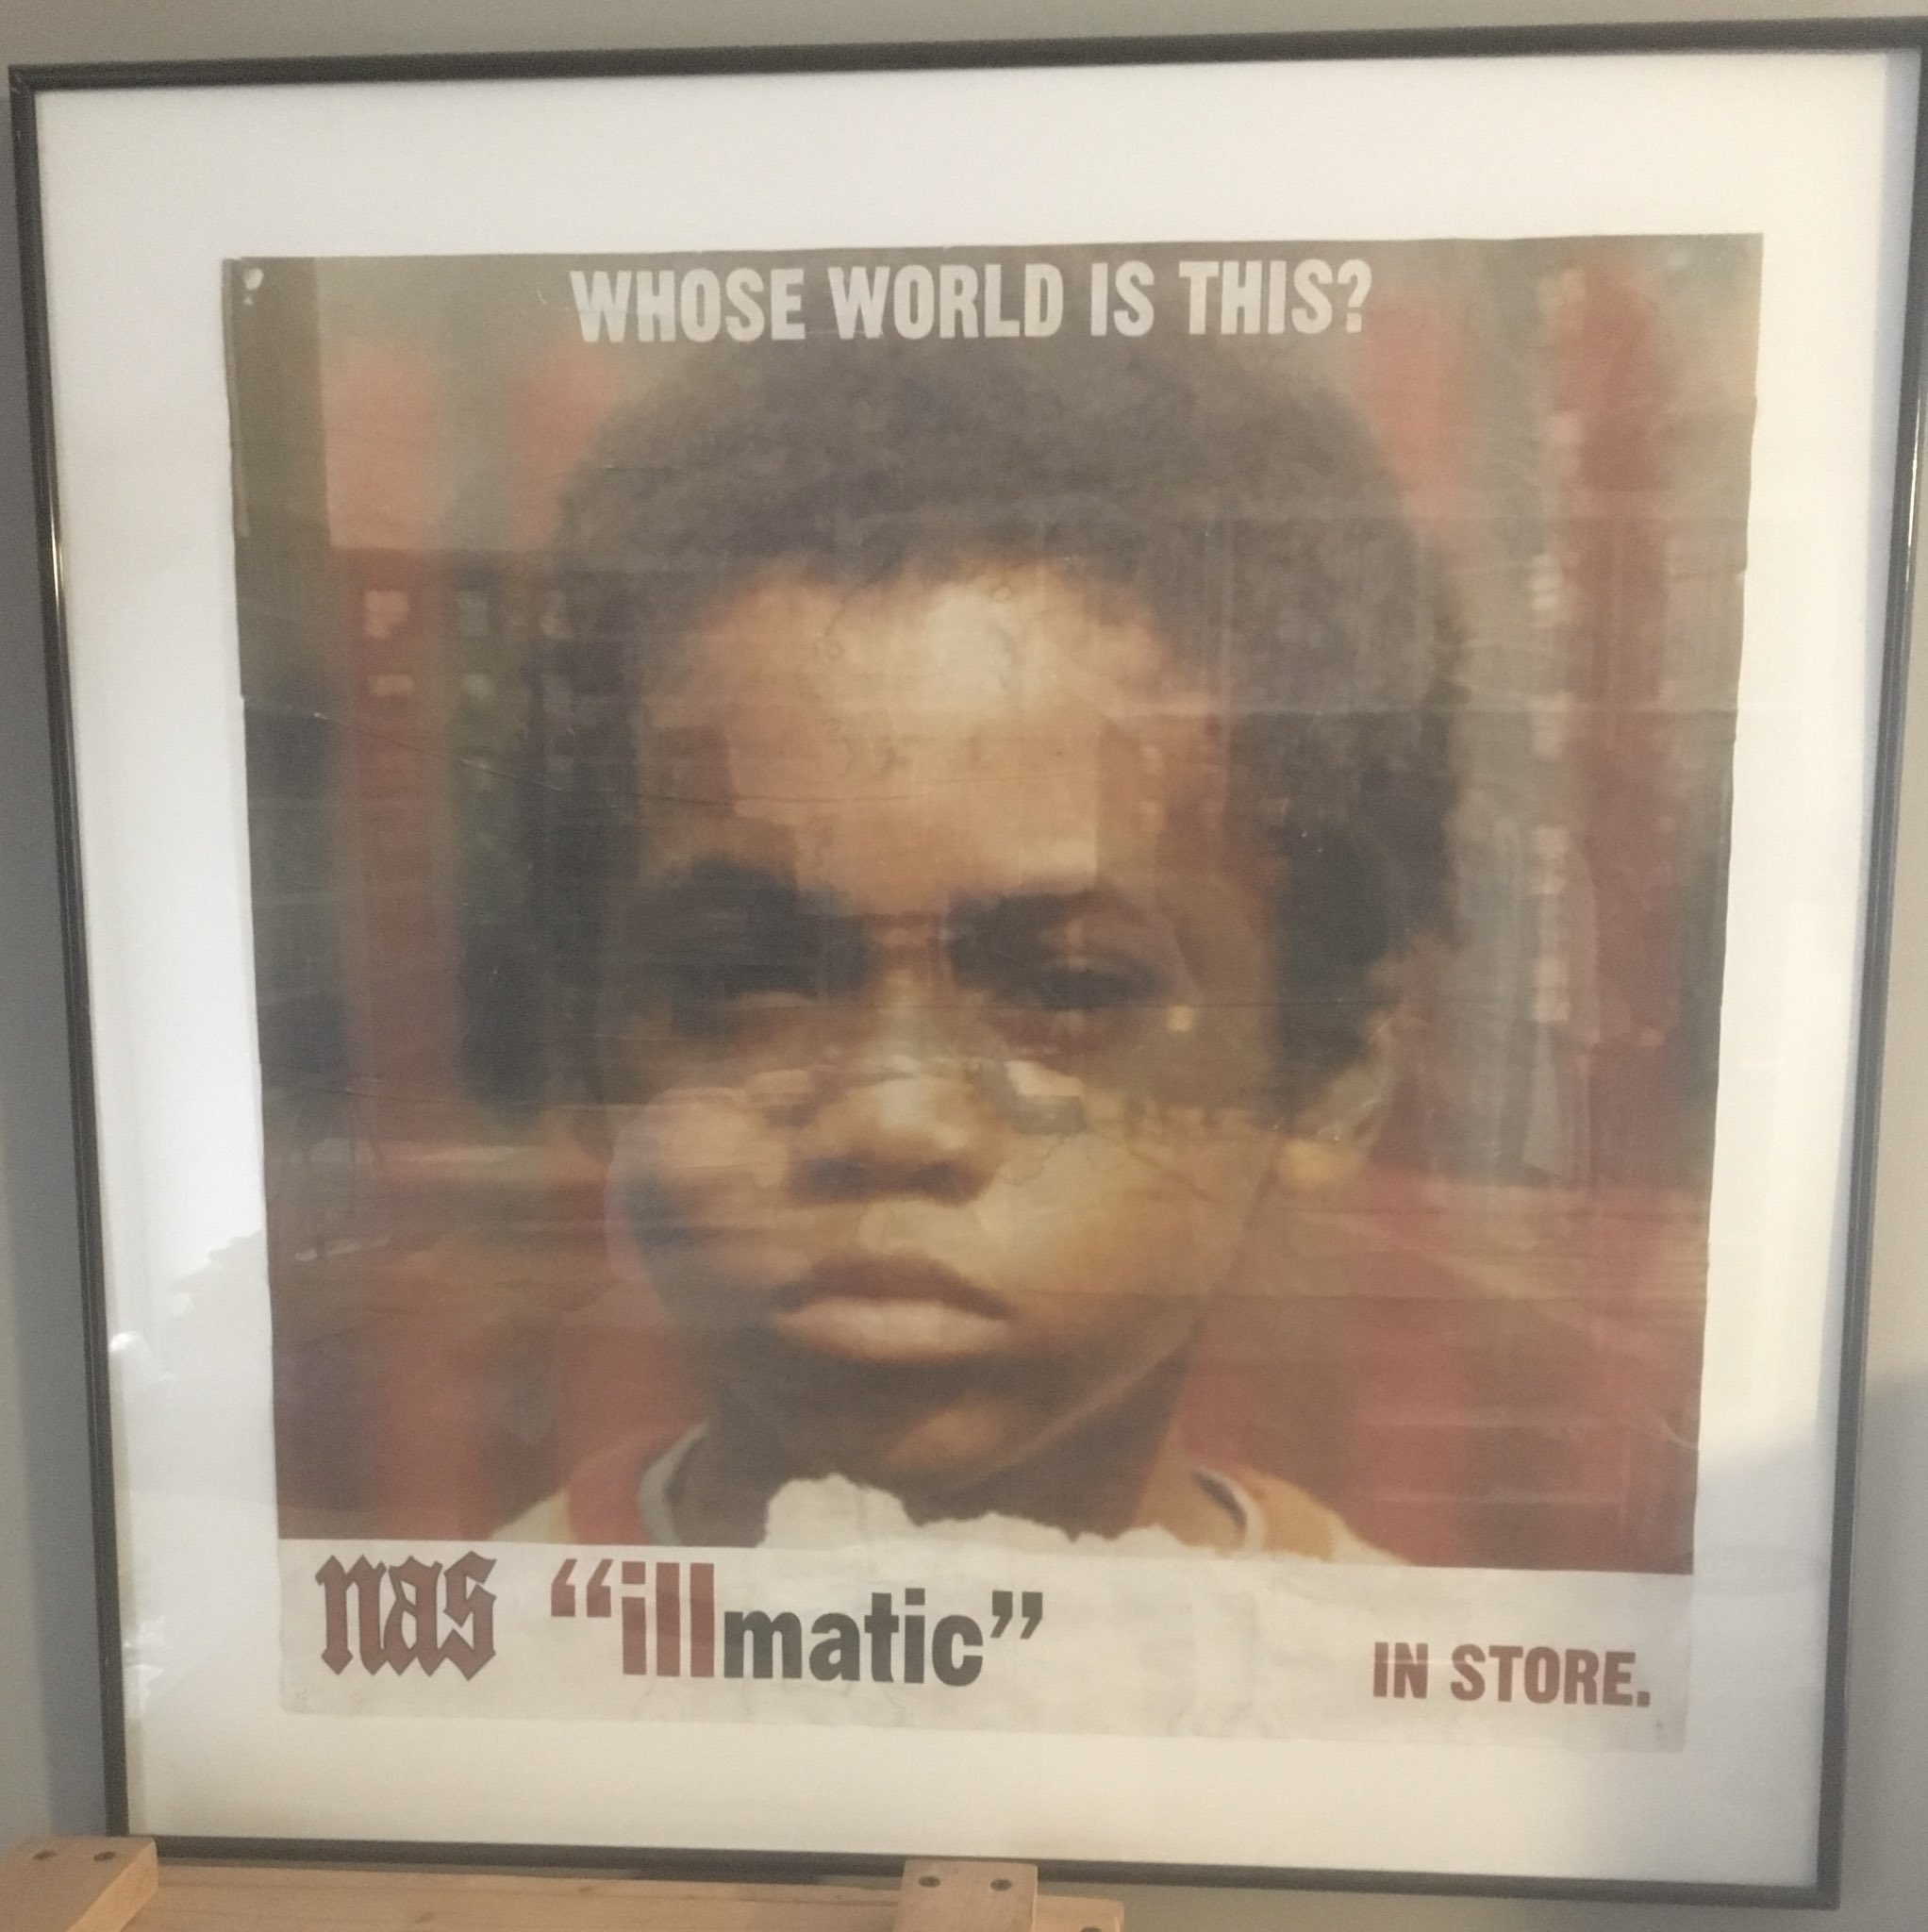 WHOSE WORLD IS THIS?
nas “illmatic”
IN STORE.